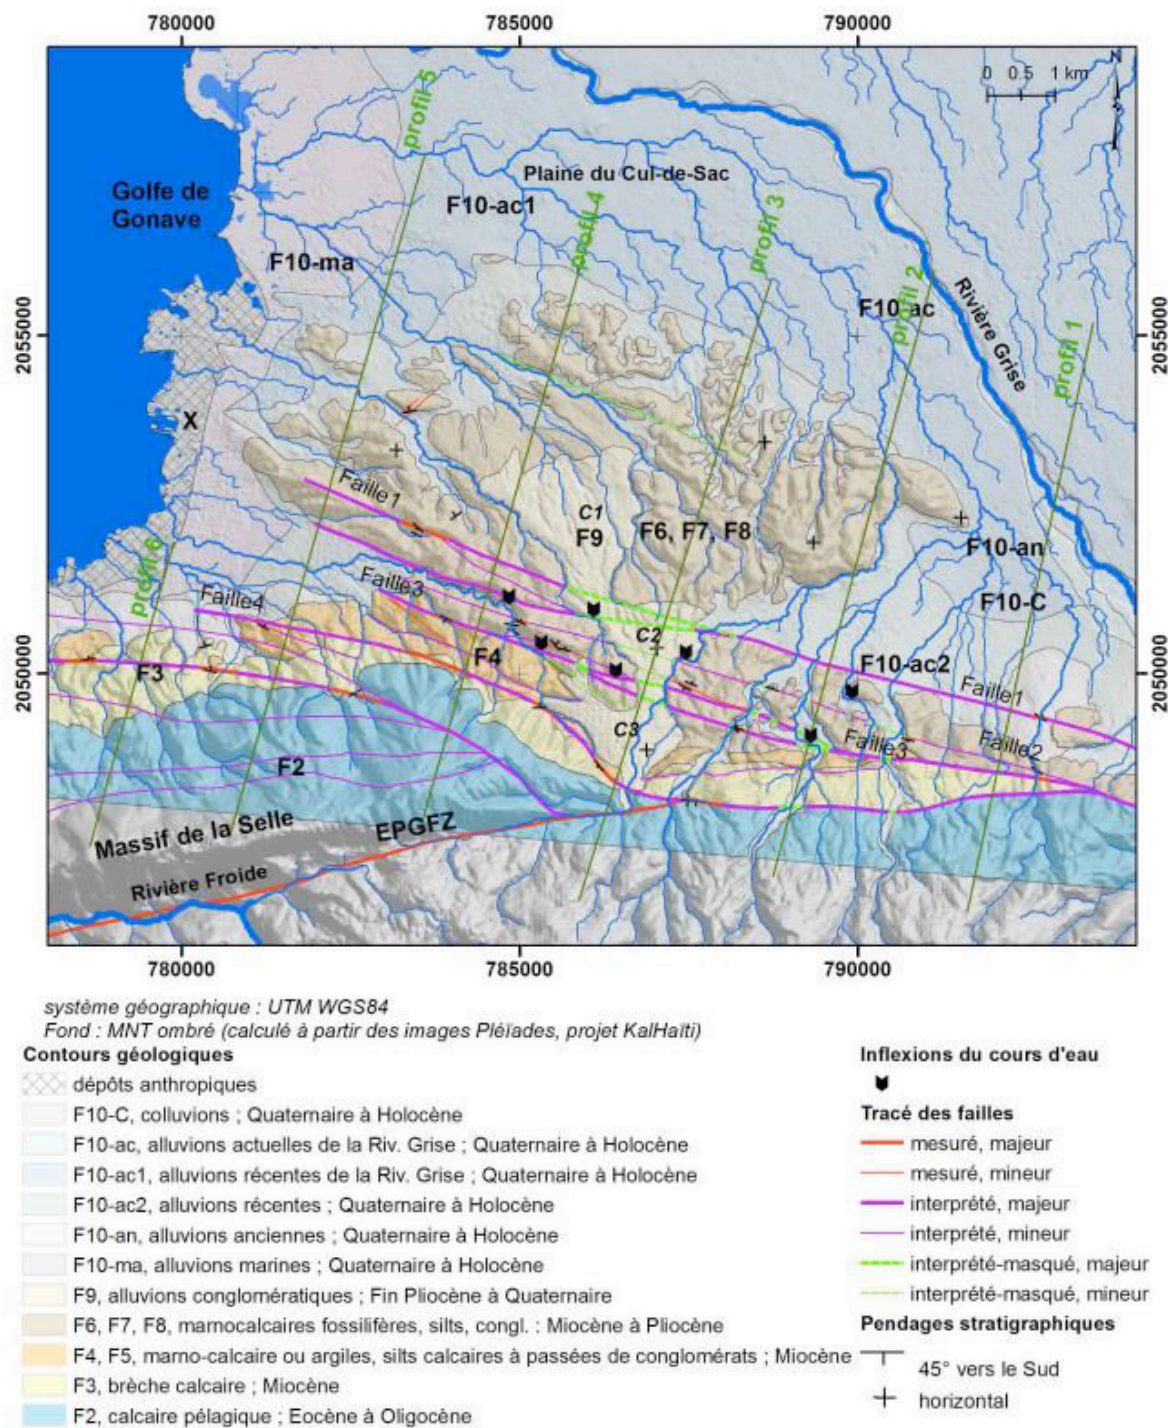 780000
785000
790000
0 0.5 1 km
N
profil 5
Golfe de
Gonave
Plaine du Cul-de-Sac
F10-ac1
profil 4
profil 3
F10-ma
profil 2
F10-ac
Rivière Grise
profil 1
2055000
2055000
X
Faille1
C1
F9
F6, F7, F8
F10-an
profil 6
Faille3
F10-C
Faille4
C2
F4
F10-ac2
2050000
2050000
F3
Faille1
C3
Faille3
Faille2
F2
Massif de la Selle
EPGFZ
Rivière Froide
780000
785000
790000
système géographique : UTM WGS84
Fond : MNT ombré (calculé à partir des images Pléïades, projet KalHaïti)
Contours géologiques
dépôts anthropiques
F10-C, colluvions ; Quaternaire à Holocène
F10-ac, alluvions actuelles de la Riv. Grise ; Quaternaire à Holocène
F10-ac1, alluvions récentes de la Riv. Grise ; Quaternaire à Holocène
F10-ac2, alluvions récentes ; Quaternaire à Holocène
F10-an, alluvions anciennes ; Quaternaire à Holocène
F10-ma, alluvions marines ; Quaternaire à Holocène
F9, alluvions conglomératiques ; Fin Pliocène à Quaternaire
F6, F7, F8, marnocalcaires fossilifères, silts, congl. : Miocène à Pliocène
F4, F5, marno-calcaire ou argiles, silts calcaires à passées de conglomérats ; Miocène
F3, brèche calcaire ; Miocène
F2, calcaire pélagique ; Eocène à Oligocène
Inflexions du cours d'eau
Tracé des failles
mesuré, majeur
mesuré, mineur
interprété, majeur
interprété, mineur
interprété-masqué, majeur
interprété-masqué, mineur
Pendages stratigraphiques
45° vers le Sud
horizontal